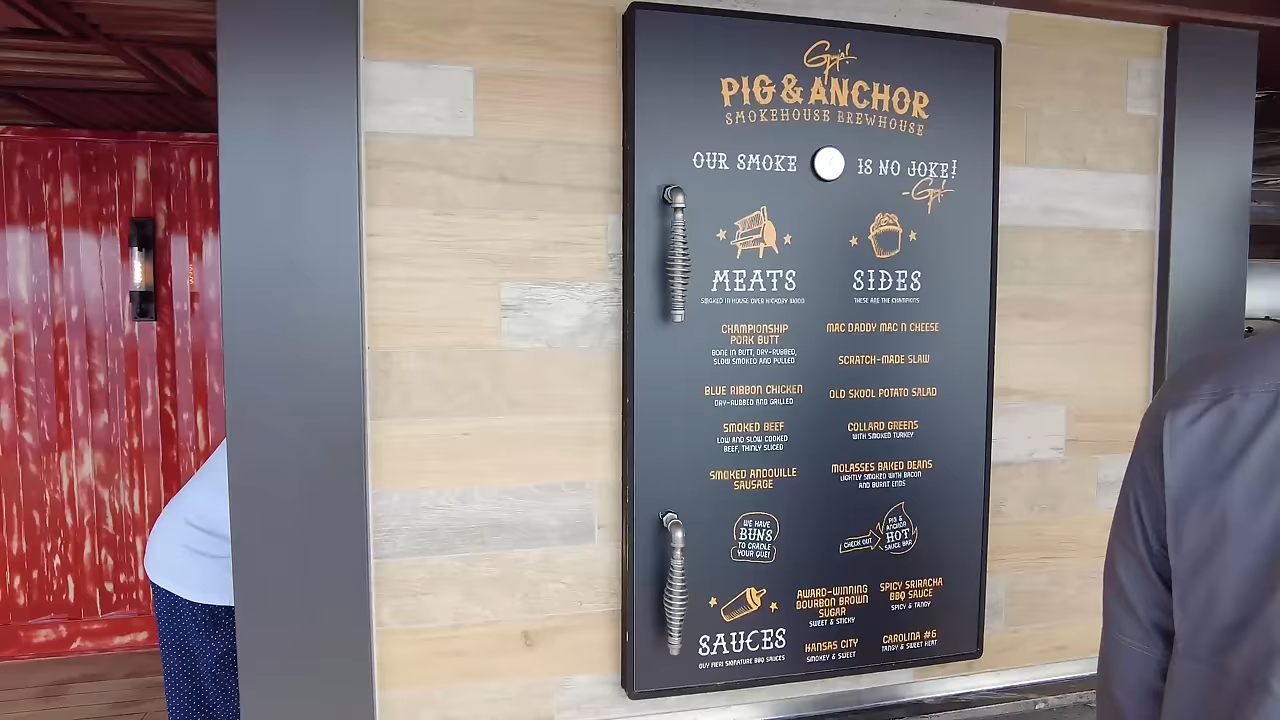 Guy's!
PIG & ANCHOR
SMOKEHOUSE BREWHOUSE
OUR SMOKE IS NO JOKE!
-Guy!
MEATS
SMOKED IN HOUSE OVER HICKORY WOOD
CHAMPIONSHIP
PORK BUTT
BONE IN BUTT, DRY-RUBBED,
SLOW SMOKED AND PULLED
BLUE RIBBON CHICKEN
DRY-RUBBED AND GRILLED
SMOKED BEEF
LOW AND SLOW COOKED
BEEF, THINLY SLICED
SMOKED ANDOUILLE
SAUSAGE
SIDES
THESE ARE THE CHAMPIONS
MAC DADDY MAC N CHEESE
SCRATCH-MADE SLAW
OLD SKOOL POTATO SALAD
COLLARD GREENS
WITH SMOKED TURKEY
MOLASSES BAKED BEANS
LIGHTLY SMOKED WITH BACON
AND BURNT ENDS
WE HAVE
BUNS
TO CRADLE
YOUR QUE!
CHECK OUT
PIG &
ANCHOR
HOT
SAUCE BAR
SAUCES
GUY FIERI SIGNATURE BBQ SAUCES
AWARD-WINNING
BOURBON BROWN
SUGAR
SWEET & STICKY
KANSAS CITY
SMOKEY & SWEET
SPICY SRIRACHA
BBQ SAUCE
SPICY & TANGY
CAROLINA #6
TANGY & SWEET HEAT